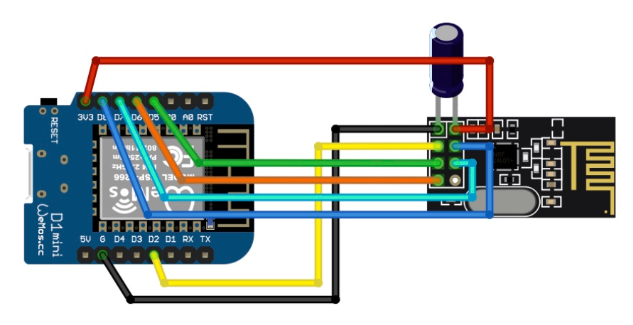 3V3 D8 D7 D6 D5 D0 A0 RST
RESET
D1 mini
WeMos.cc
WeMos
5V G D4 D3 D2 D1 RX TX